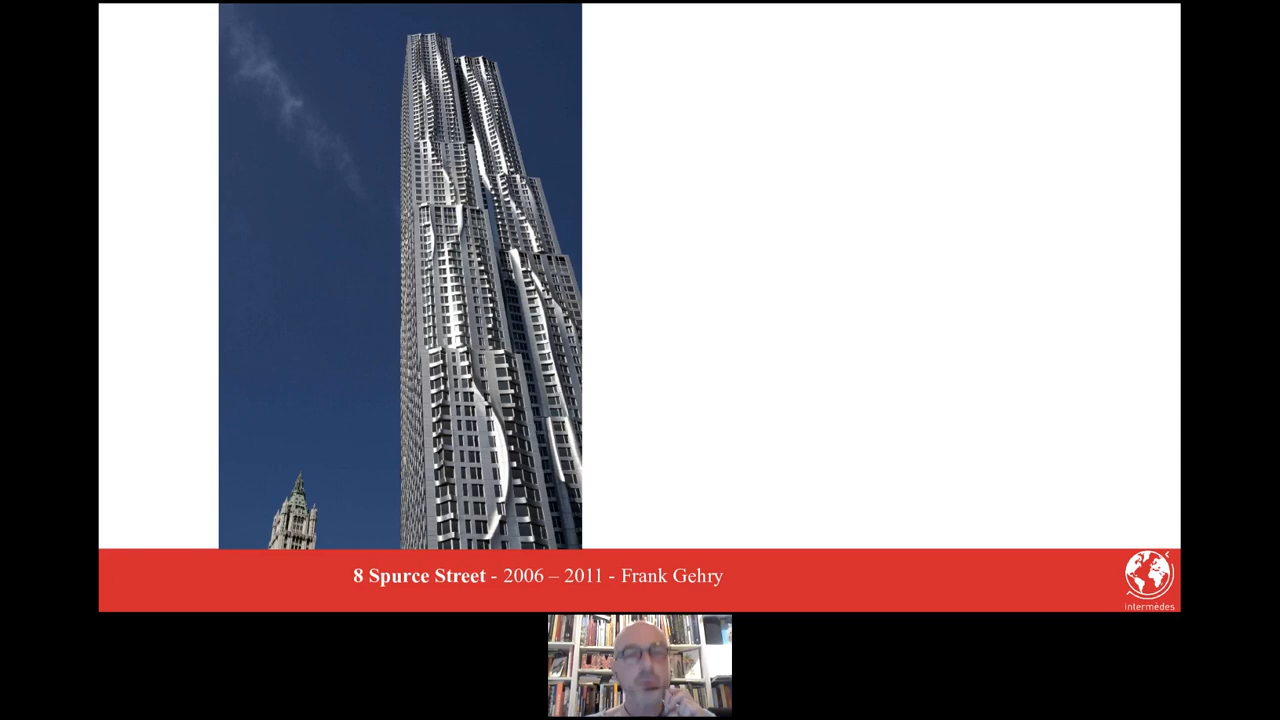 8 Spurce Street - 2006 – 2011 - Frank Gehry
intermèdes